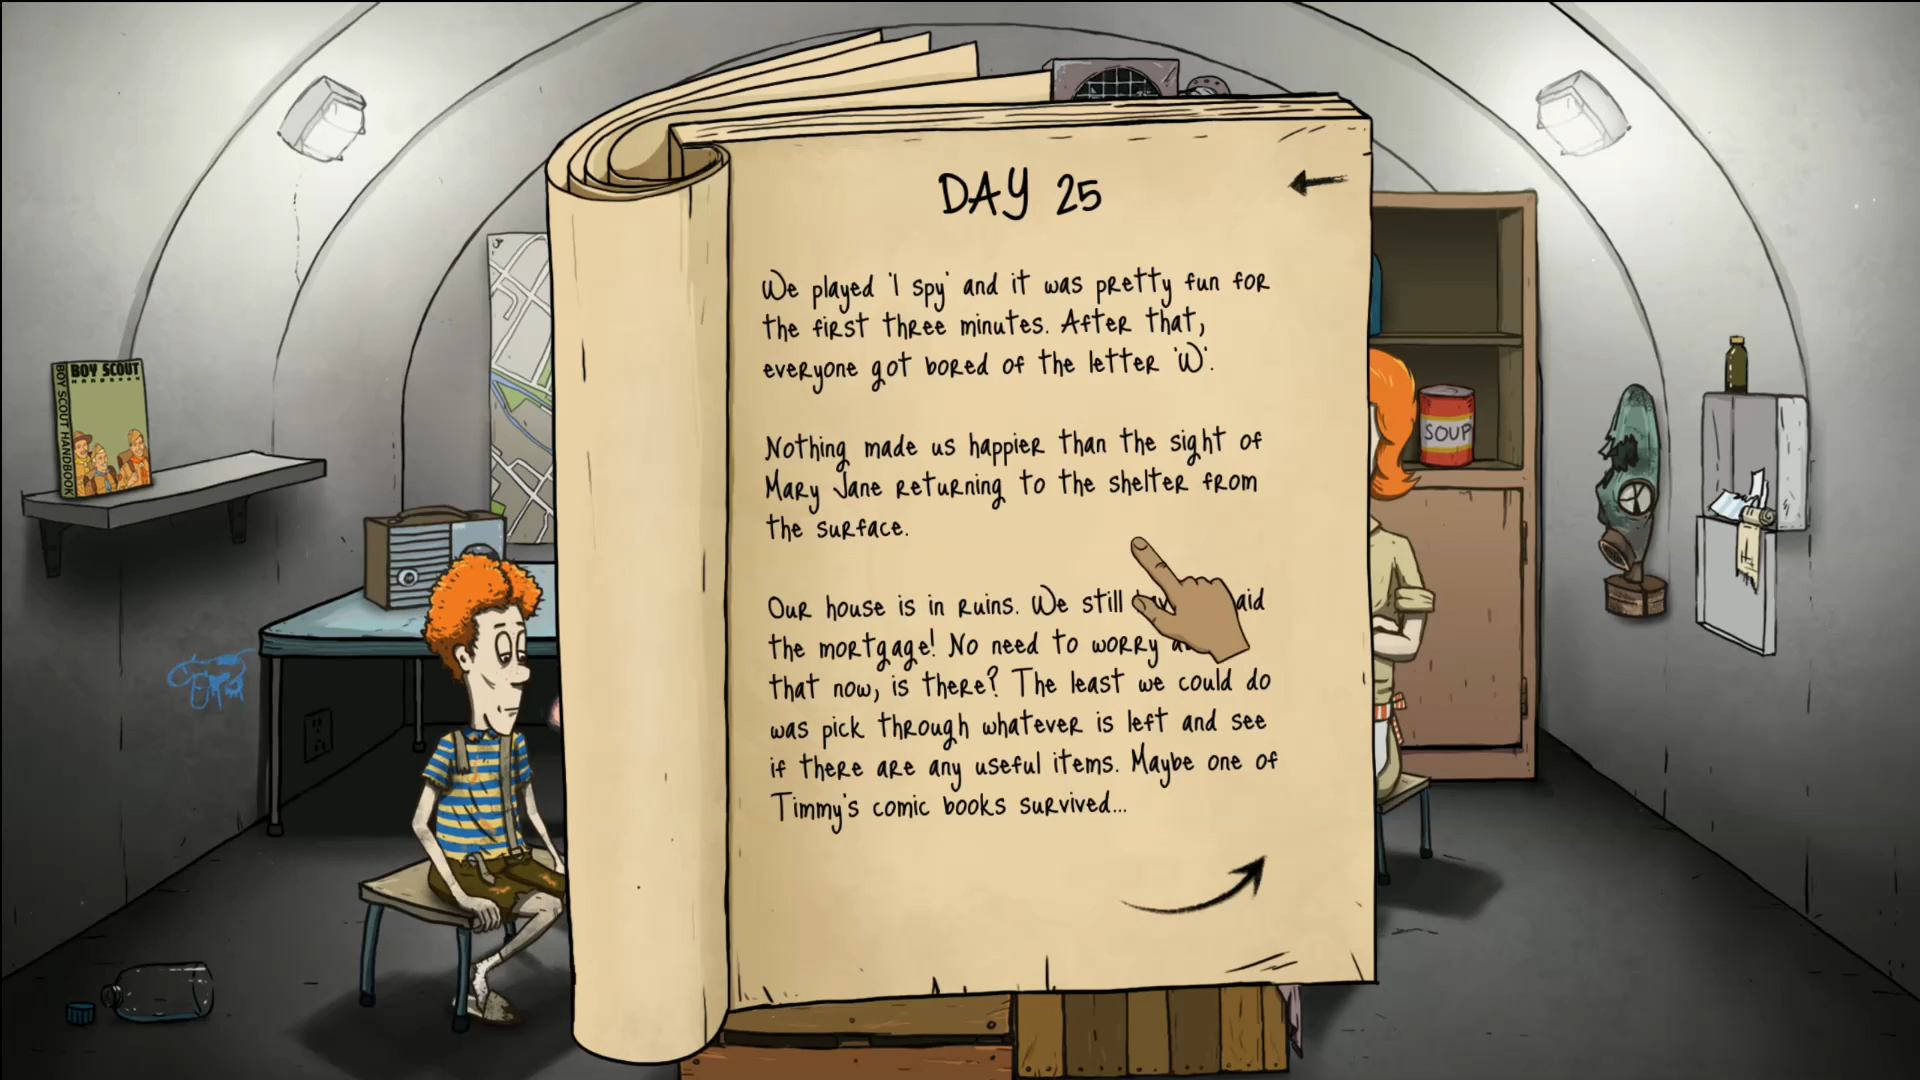 DAY 25
We played 'I spy' and it was pretty fun for
the first three minutes. After that,
everyone got bored of the letter 'W'.
Nothing made us happier than the sight of
Mary Jane returning to the shelter from
the surface.
Our house is in ruins. We still
the mortgage! No need to worry
that now, is there? The least we could do
was pick through whatever is left and see
if there are any useful items. Maybe one of
Timmy's comic books survived...
BOY SCOUT
HANDBOOK
BOY SCOUT HANDBOOK
SOUP